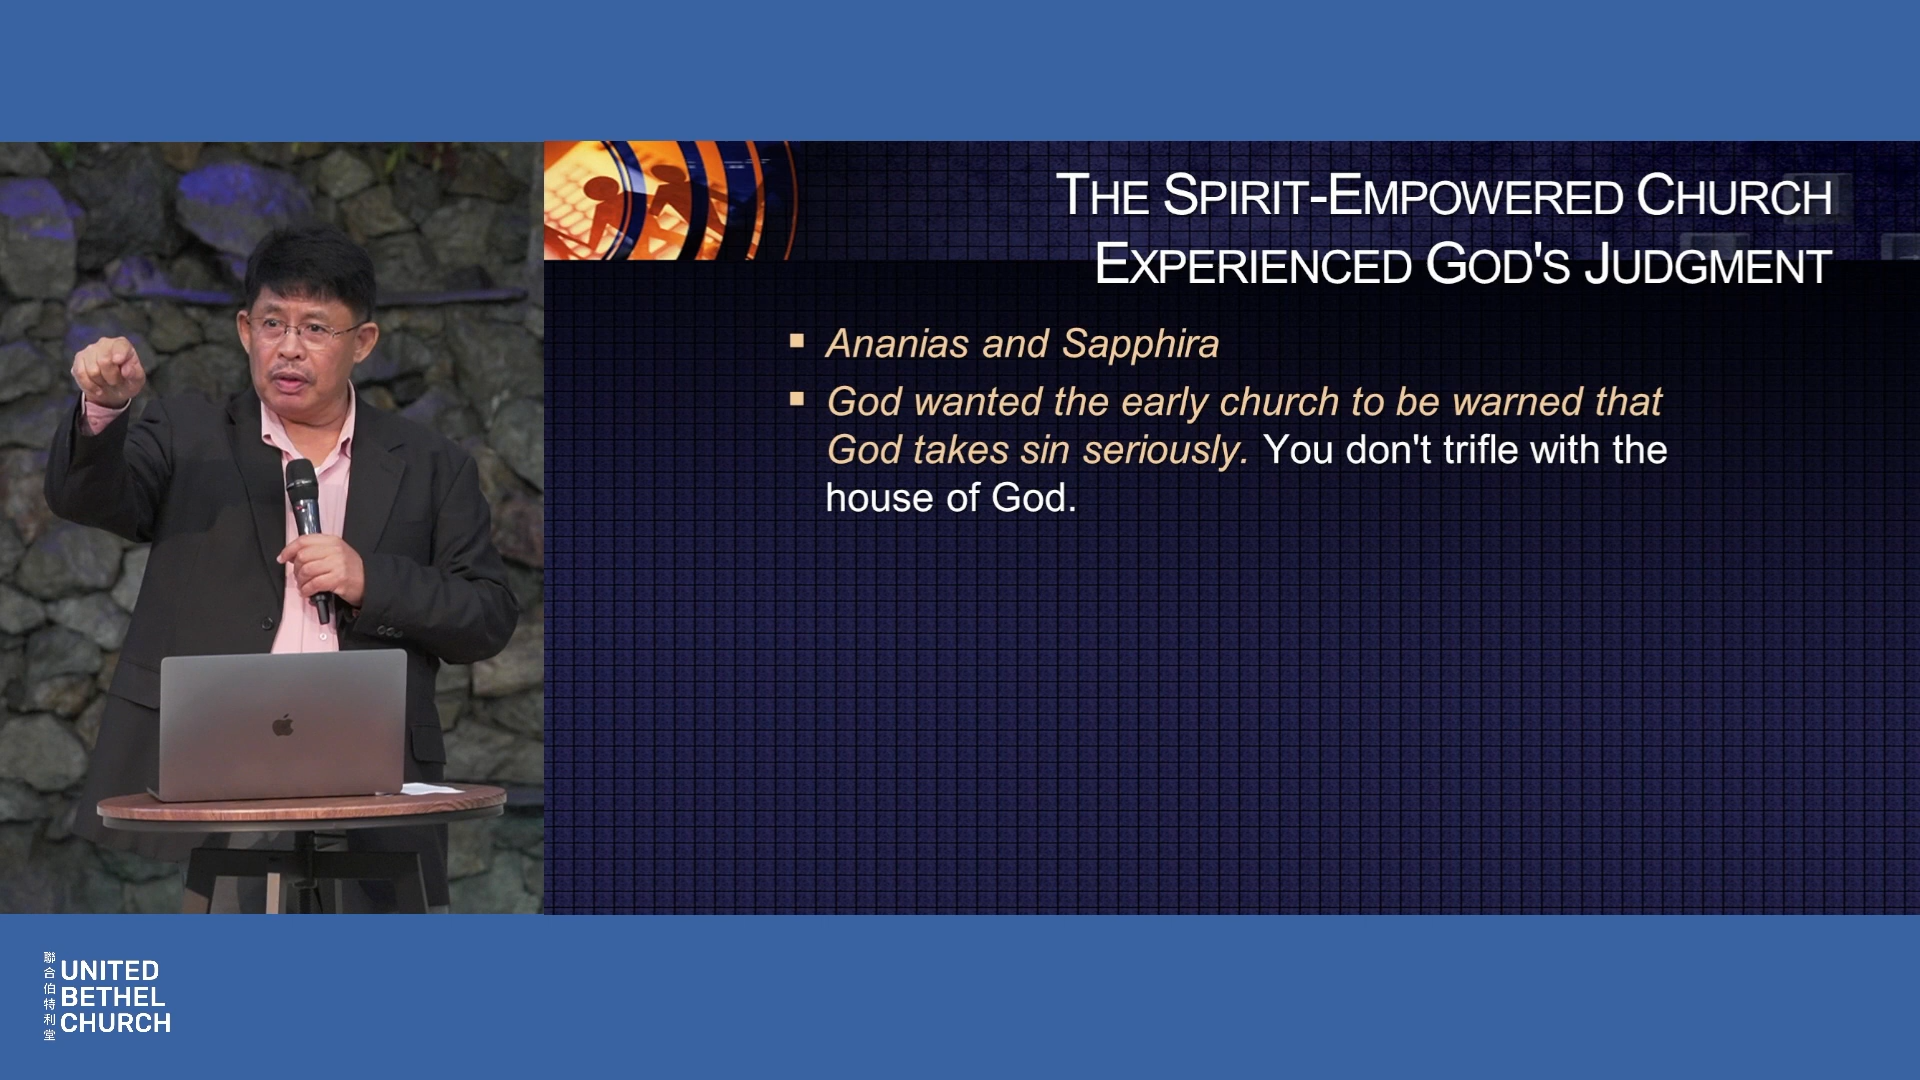 THE SPIRIT-EMPOWERED CHURCH
EXPERIENCED GOD'S JUDGMENT
Ananias and Sapphira
God wanted the early church to be warned that
God takes sin seriously. You don't trifle with the
house of God.
聯合伯特利堂
UNITED
BETHEL
CHURCH